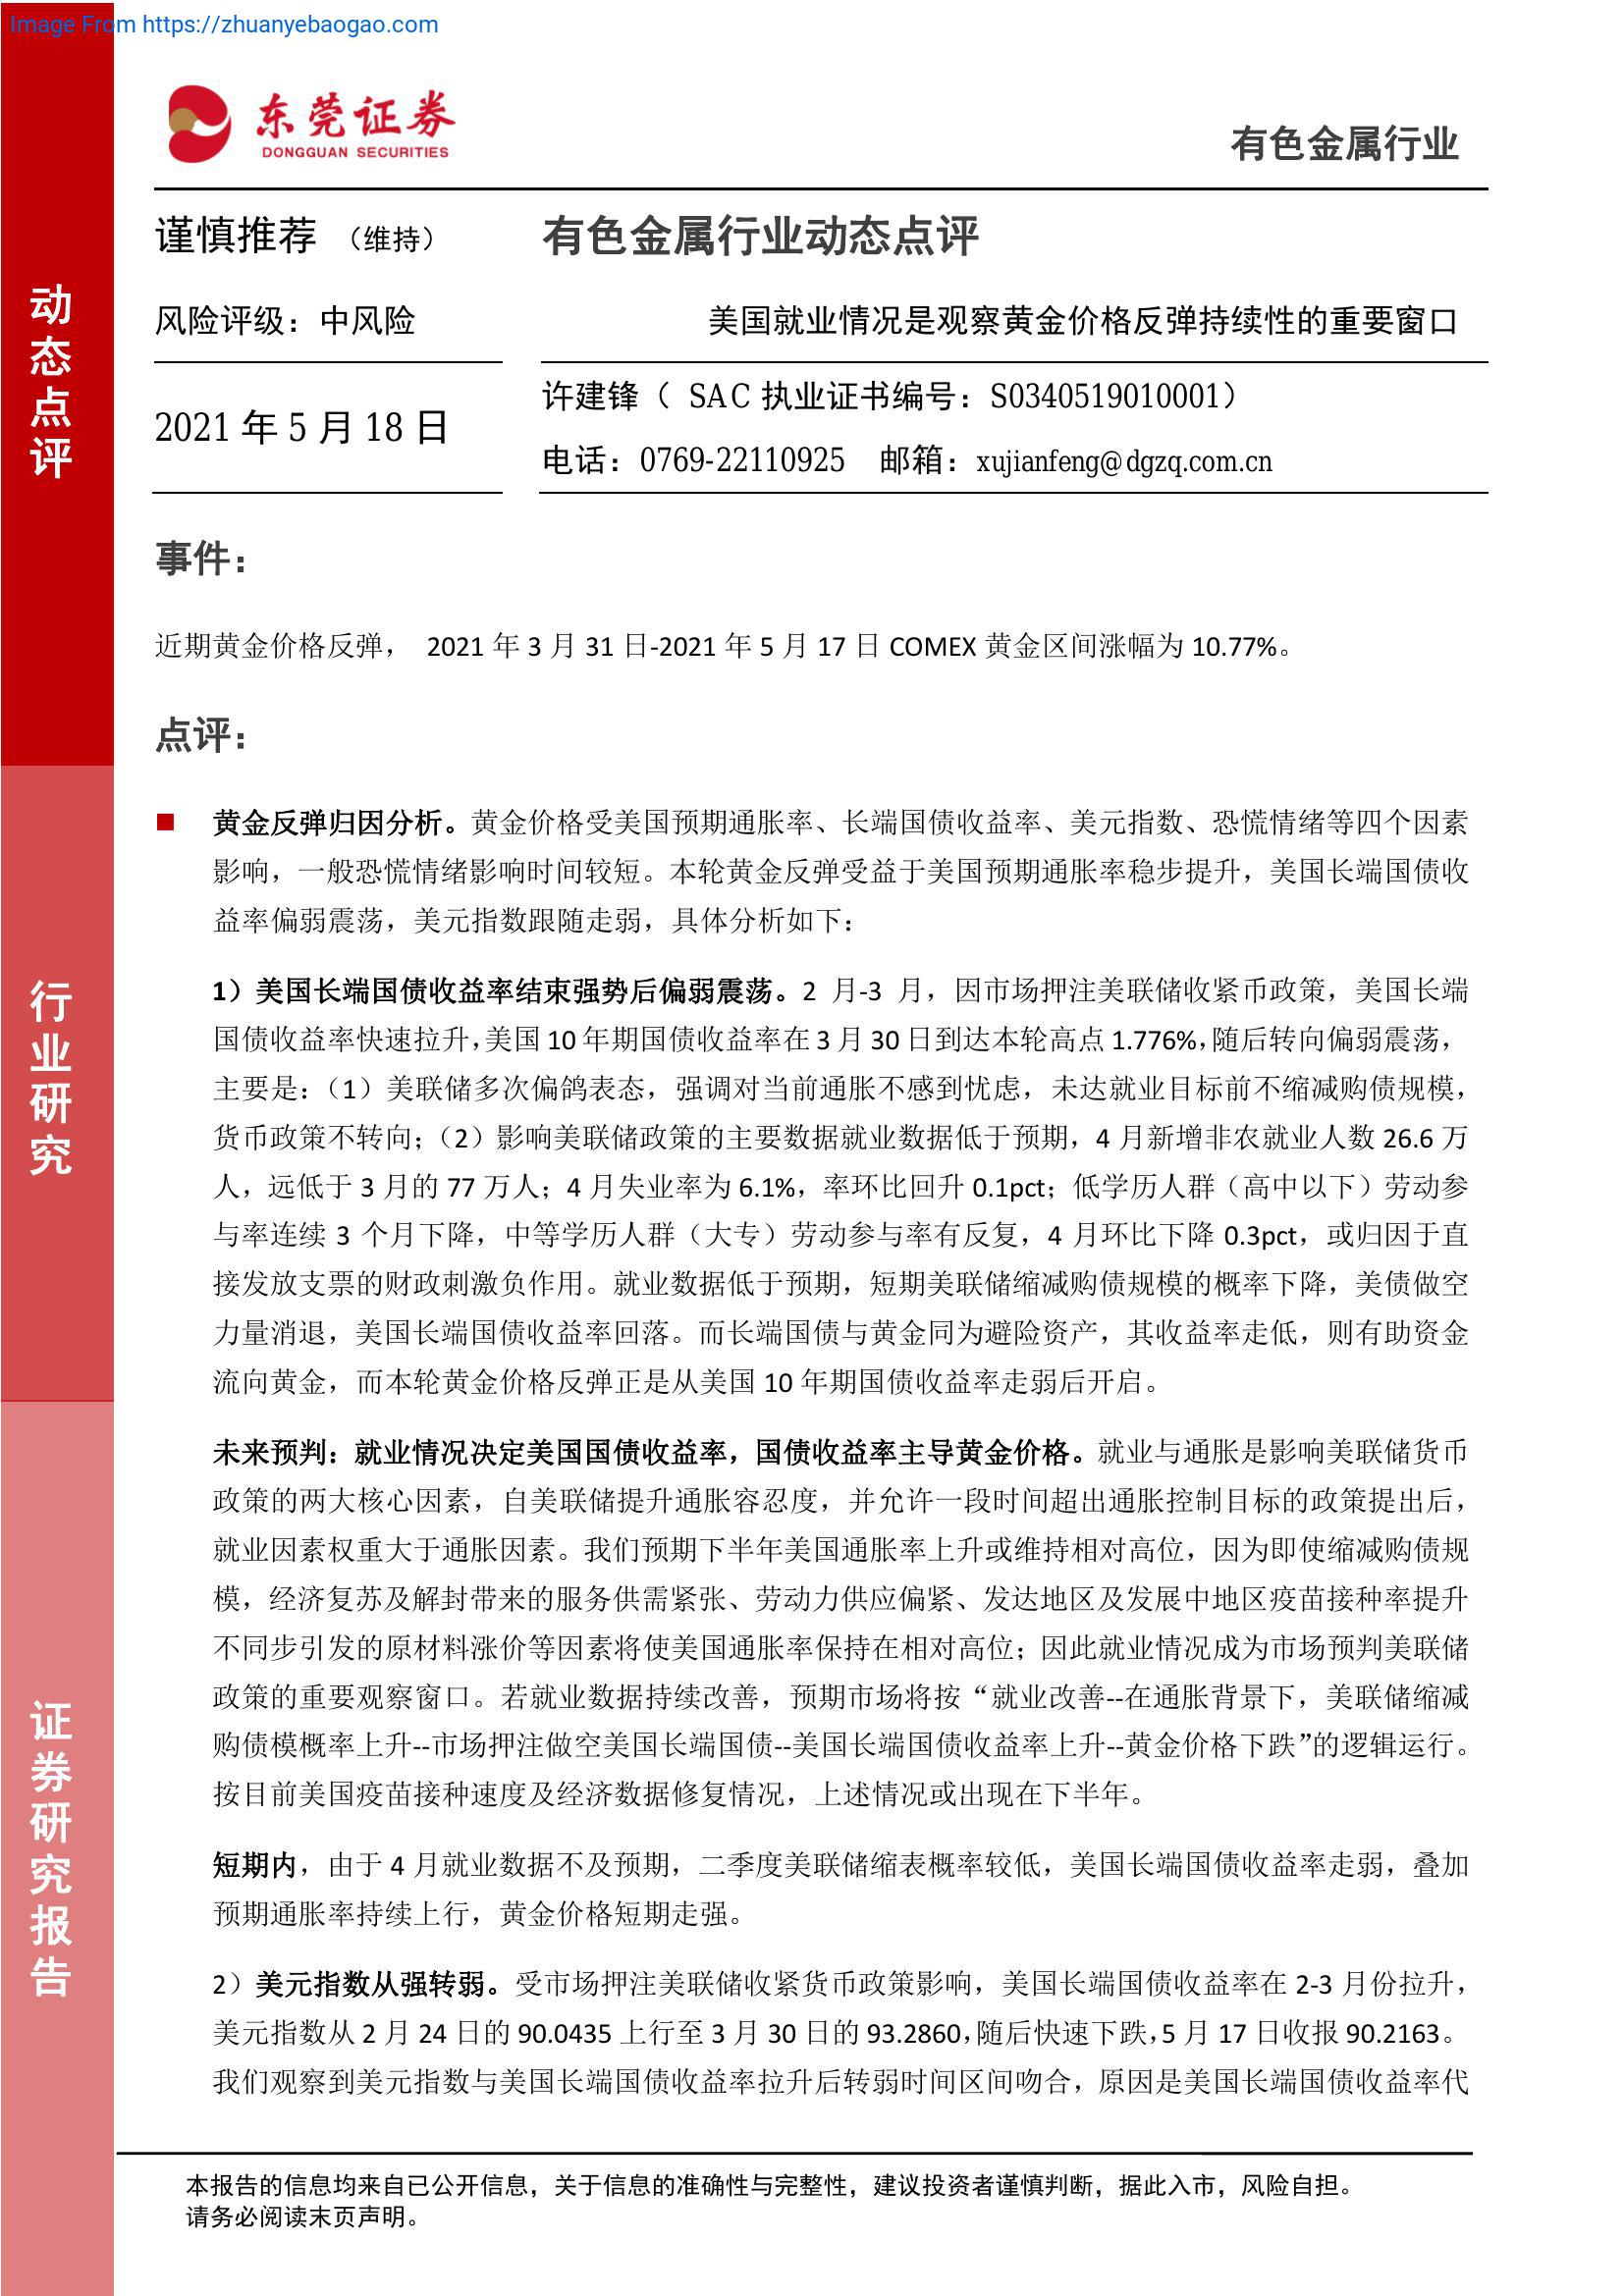 Image From https://zhuanyebaogao.com
东莞证券
DONGGUAN SECURITIES
有色金属行业
谨慎推荐 （维持）
有色金属行业动态点评
风险评级：中风险
美国就业情况是观察黄金价格反弹持续性的重要窗口
2021 年 5 月 18 日
许建锋（ SAC 执业证书编号：S0340519010001）
电话：0769-22110925 邮箱：xujianfeng@dgzq.com.cn
动态点评
行业研究
证券研究报告
事件：
近期黄金价格反弹， 2021 年 3 月 31 日-2021 年 5 月 17 日 COMEX 黄金区间涨幅为 10.77%。
点评：
黄金反弹归因分析。黄金价格受美国预期通胀率、长端国债收益率、美元指数、恐慌情绪等四个因素
影响，一般恐慌情绪影响时间较短。本轮黄金反弹受益于美国预期通胀率稳步提升，美国长端国债收
益率偏弱震荡，美元指数跟随走弱，具体分析如下：
1）美国长端国债收益率结束强势后偏弱震荡。2 月-3 月，因市场押注美联储收紧币政策，美国长端
国债收益率快速拉升，美国 10 年期国债收益率在 3 月 30 日到达本轮高点 1.776%，随后转向偏弱震荡，
主要是：（1）美联储多次偏鸽表态，强调对当前通胀不感到忧虑，未达就业目标前不缩减购债规模，
货币政策不转向；（2）影响美联储政策的主要数据就业数据低于预期，4 月新增非农就业人数 26.6 万
人，远低于 3 月的 77 万人；4 月失业率为 6.1%，率环比回升 0.1pct；低学历人群（高中以下）劳动参
与率连续 3 个月下降，中等学历人群（大专）劳动参与率有反复，4 月环比下降 0.3pct，或归因于直
接发放支票的财政刺激负作用。就业数据低于预期，短期美联储缩减购债规模的概率下降，美债做空
力量消退，美国长端国债收益率回落。而长端国债与黄金同为避险资产，其收益率走低，则有助资金
流向黄金，而本轮黄金价格反弹正是从美国 10 年期国债收益率走弱后开启。
未来预判：就业情况决定美国国债收益率，国债收益率主导黄金价格。就业与通胀是影响美联储货币
政策的两大核心因素，自美联储提升通胀容忍度，并允许一段时间超出通胀控制目标的政策提出后，
就业因素权重大于通胀因素。我们预期下半年美国通胀率上升或维持相对高位，因为即使缩减购债规
模，经济复苏及解封带来的服务供需紧张、劳动力供应偏紧、发达地区及发展中地区疫苗接种率提升
不同步引发的原材料涨价等因素将使美国通胀率保持在相对高位；因此就业情况成为市场预判美联储
政策的重要观察窗口。若就业数据持续改善，预期市场将按“就业改善--在通胀背景下，美联储缩减
购债模概率上升--市场押注做空美国长端国债--美国长端国债收益率上升--黄金价格下跌”的逻辑运行。
按目前美国疫苗接种速度及经济数据修复情况，上述情况或出现在下半年。
短期内，由于 4 月就业数据不及预期，二季度美联储缩表概率较低，美国长端国债收益率走弱，叠加
预期通胀率持续上行，黄金价格短期走强。
2）美元指数从强转弱。受市场押注美联储收紧货币政策影响，美国长端国债收益率在 2-3 月份拉升，
美元指数从 2 月 24 日的 90.0435 上行至 3 月 30 日的 93.2860，随后快速下跌，5 月 17 日收报 90.2163。
我们观察到美元指数与美国长端国债收益率拉升后转弱时间区间吻合，原因是美国长端国债收益率代
本报告的信息均来自已公开信息，关于信息的准确性与完整性，建议投资者谨慎判断，据此入市，风险自担。
请务必阅读末页声明。